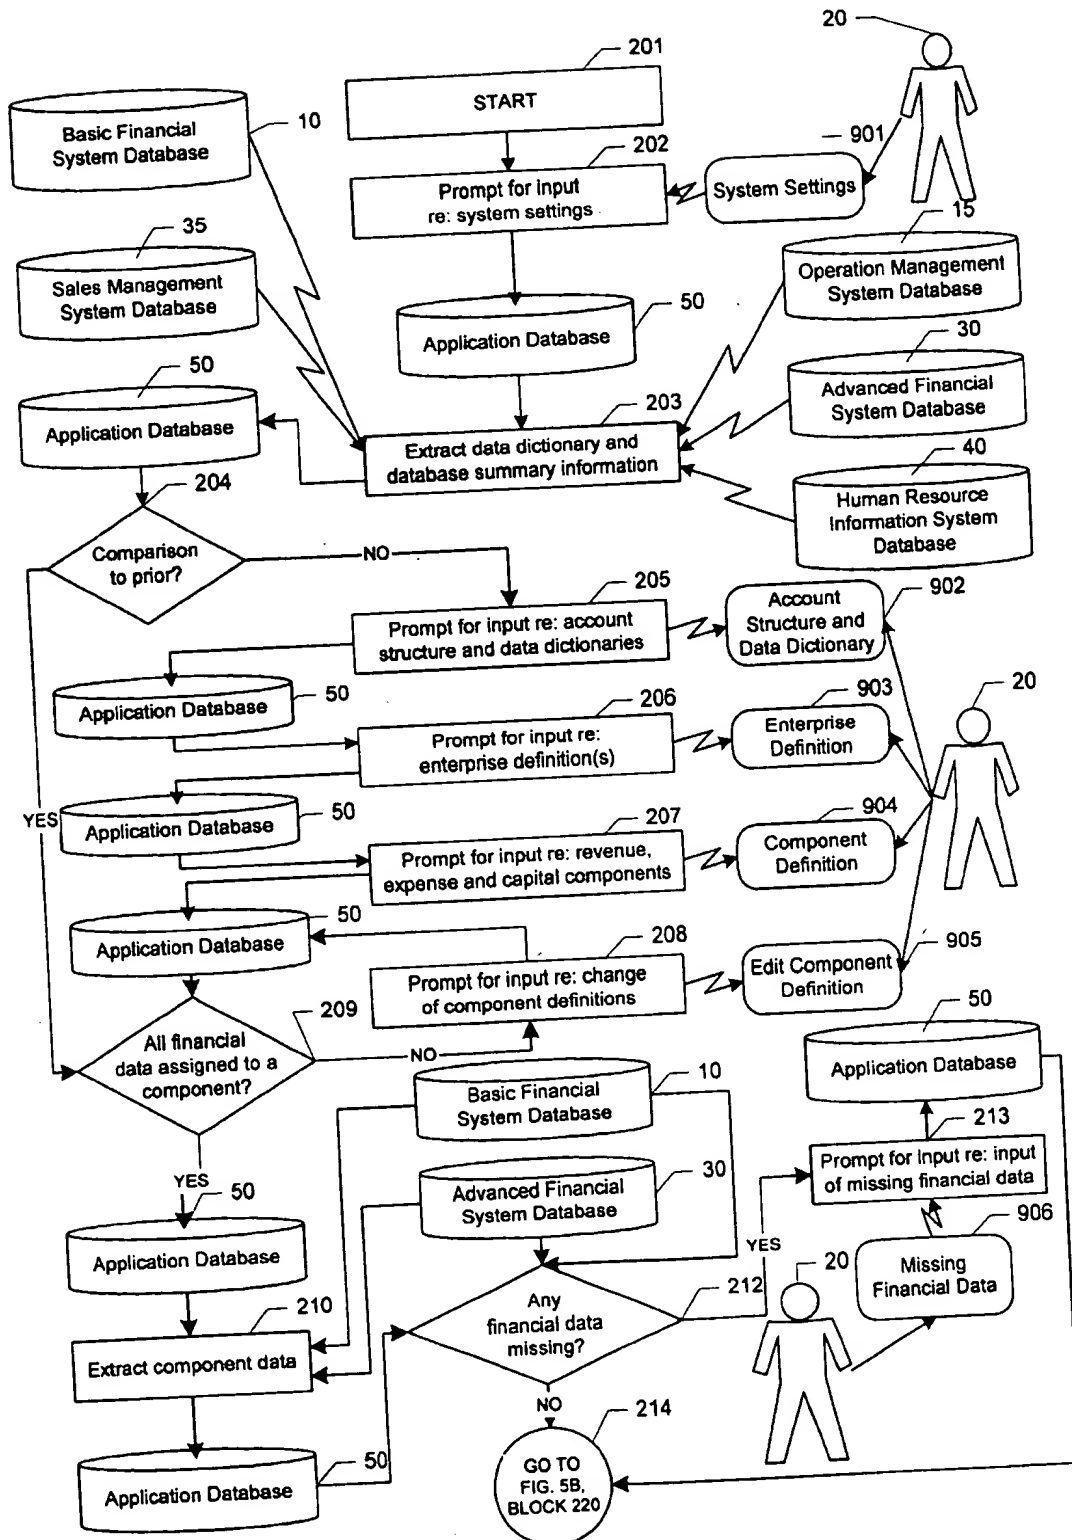 20
201
START
10
Basic Financial
System Database
901
202
Prompt for input
re: system settings
System Settings
35
Sales Management
System Database
15
Operation Management
System Database
50
Application Database
30
Advanced Financial
System Database
50
Application Database
203
Extract data dictionary and
database summary information
40
Human Resource
Information System
Database
204
Comparison
to prior?
NO
205
Prompt for input re: account
structure and data dictionaries
Account
Structure and
Data Dictionary
902
50
Application Database
206
Prompt for input re:
enterprise definition(s)
903
Enterprise
Definition
20
YES
50
Application Database
207
Prompt for input re: revenue,
expense and capital components
904
Component
Definition
50
Application Database
208
Prompt for input re: change
of component definitions
905
Edit Component
Definition
209
All financial
data assigned to a
component?
NO
50
Application Database
10
Basic Financial
System Database
213
Prompt for input re: input
of missing financial data
YES
30
Advanced Financial
System Database
50
Application Database
YES
906
Missing
Financial Data
20
212
Any
financial data
missing?
210
Extract component data
NO
214
GO TO
FIG. 5B,
BLOCK 220
50
Application Database